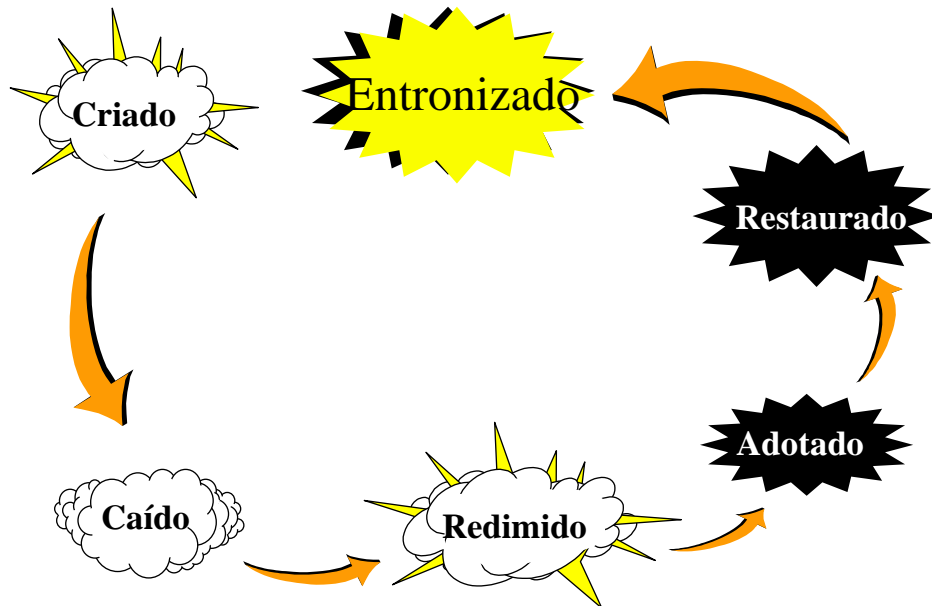 Criado
Entronizado
Restaurado
Adotado
Caído
Redimido